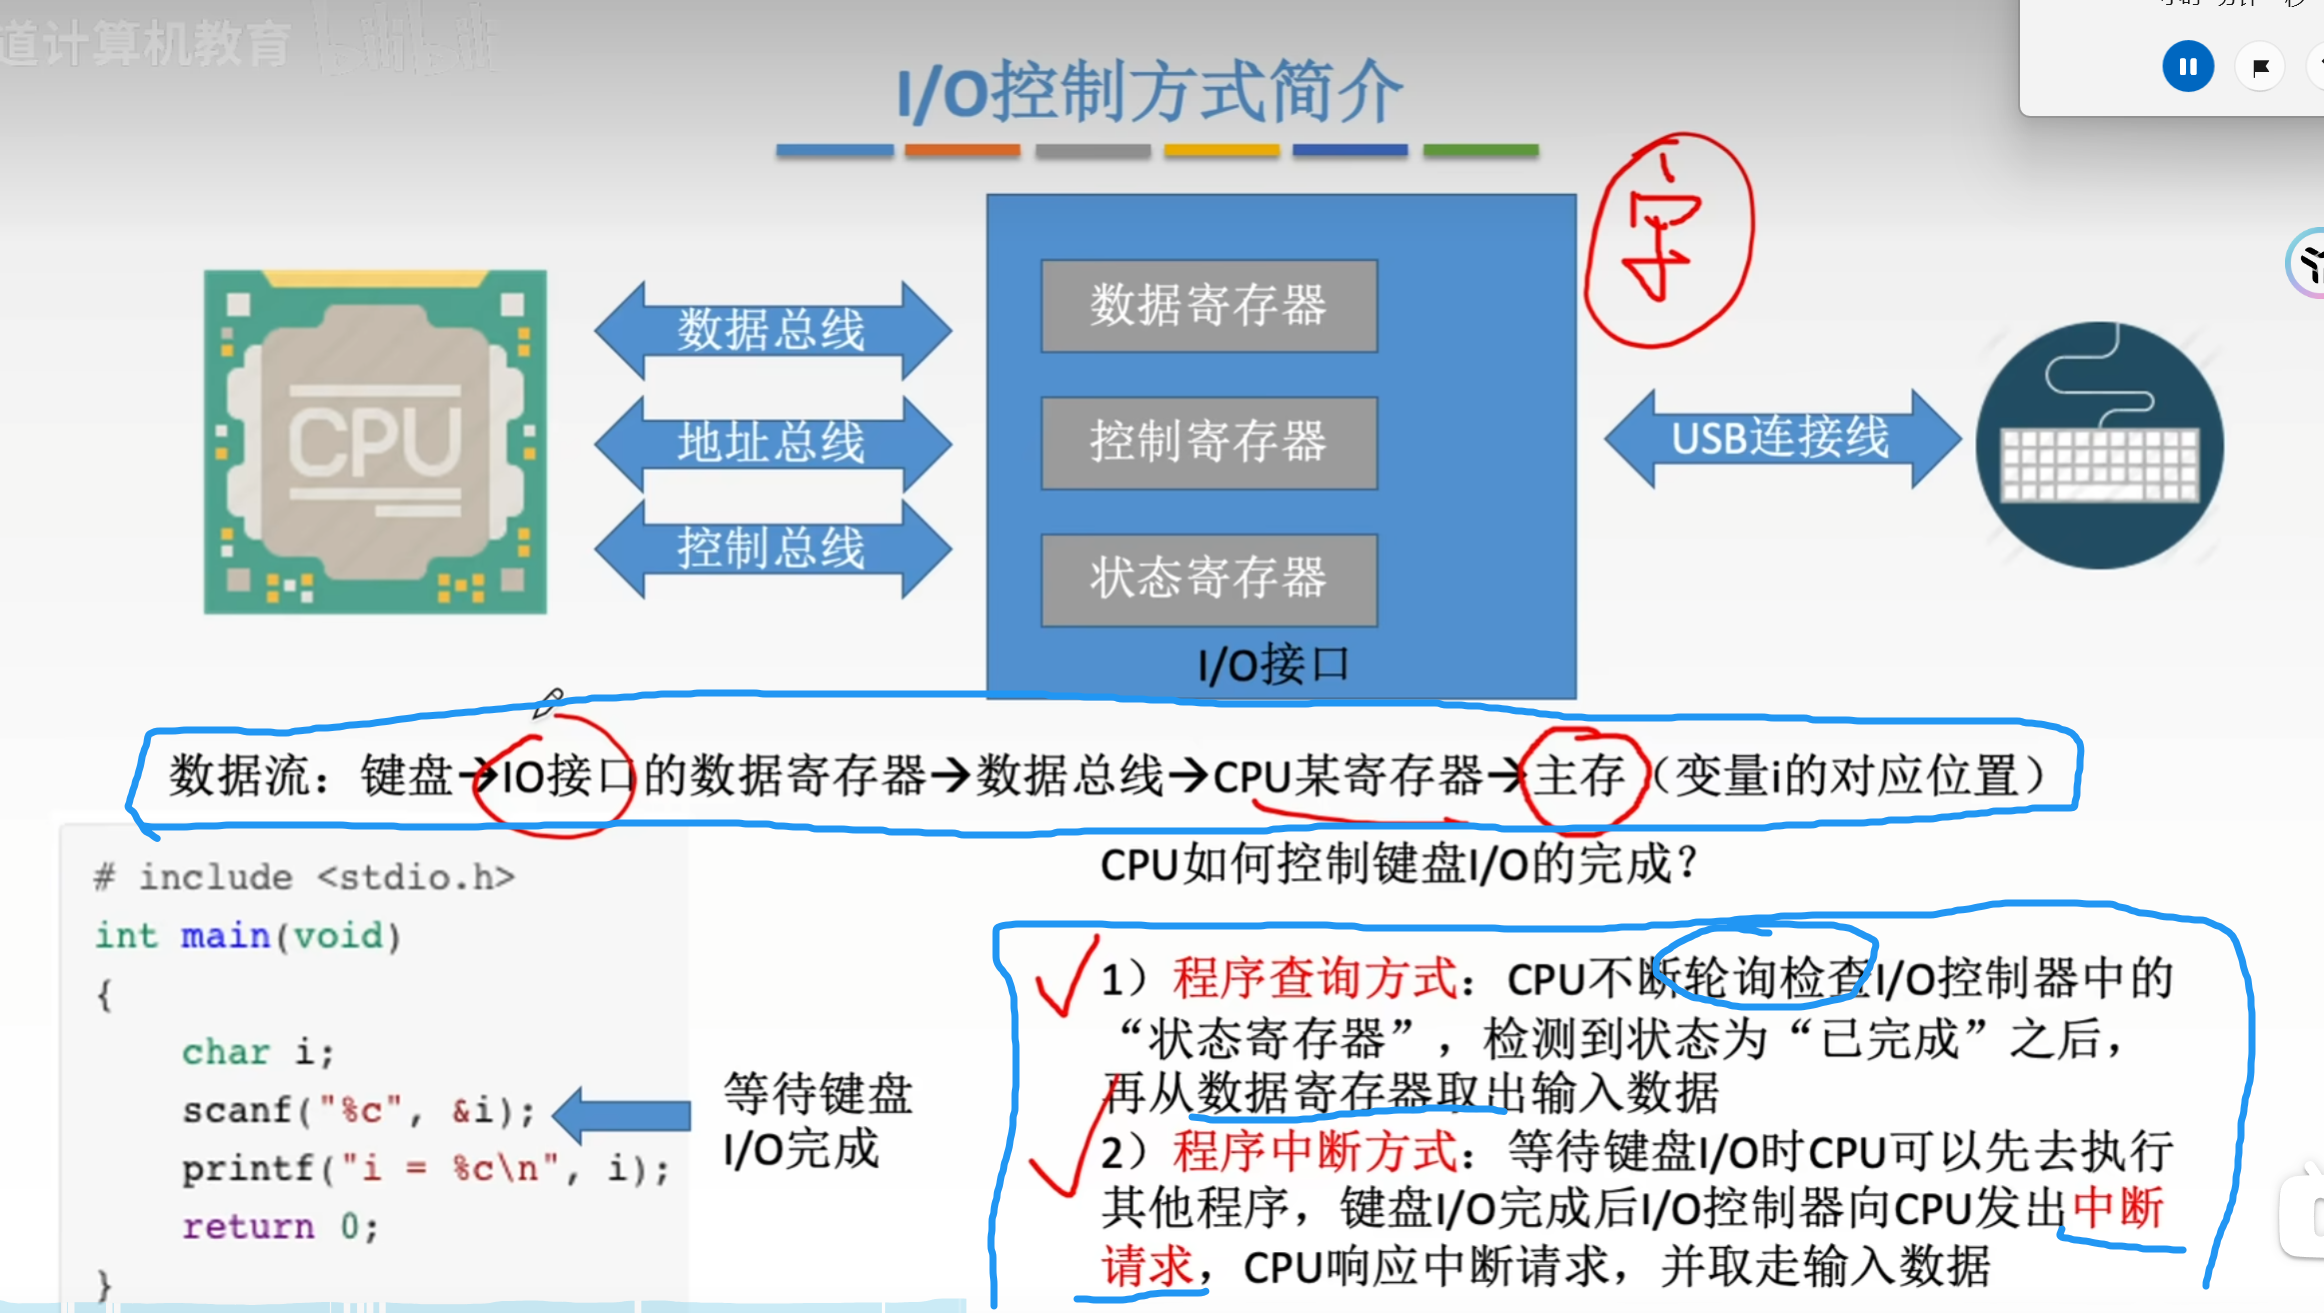 道计算机教育 bilibili
I/O控制方式简介
字
CPU
数据总线
地址总线
控制总线
数据寄存器
控制寄存器
状态寄存器
I/O接口
USB连接线
数据流：键盘→IO接口的数据寄存器→数据总线→CPU某寄存器→主存（变量i的对应位置）
# include <stdio.h>
int main(void)
{
char i;
scanf("%c", &i);
printf("i = %c\n", i);
return 0;
}
等待键盘
I/O完成
CPU如何控制键盘I/O的完成？
1）程序查询方式：CPU不断轮询检查I/O控制器中的
“状态寄存器”，检测到状态为“已完成”之后，
再从数据寄存器取出输入数据
2）程序中断方式：等待键盘I/O时CPU可以先去执行
其他程序，键盘I/O完成后I/O控制器向CPU发出中断
请求，CPU响应中断请求，并取走输入数据